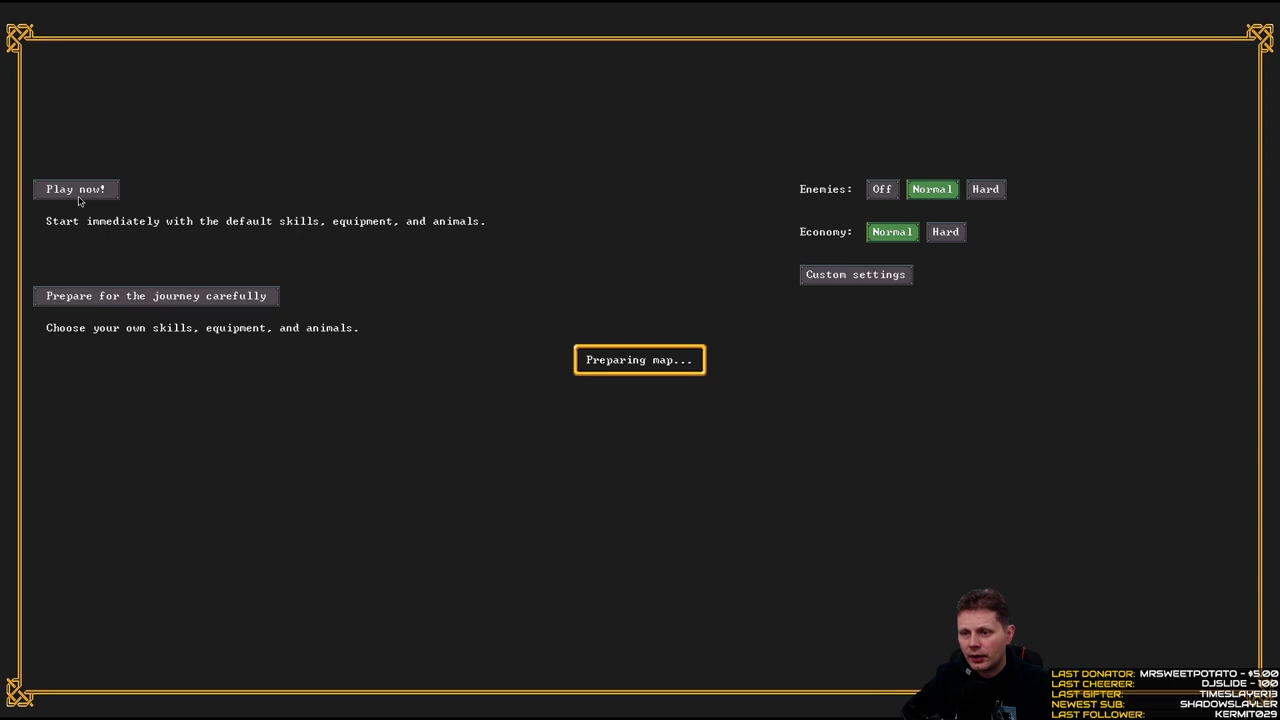 Play now!
Start immediately with the default skills, equipment, and animals.
Prepare for the journey carefully
Choose your own skills, equipment, and animals.
Enemies: Off Normal Hard
Economy: Normal Hard
Custom settings
Preparing map...
LAST DONATOR: MRSWEETPOTATO - $5.00
LAST CHEERER: DJSLIDE - 100
LAST GIFTER: TIMESLAYER13
NEWEST SUB: SHADOWSLAYLER
LAST FOLLOWER: KERMIT029